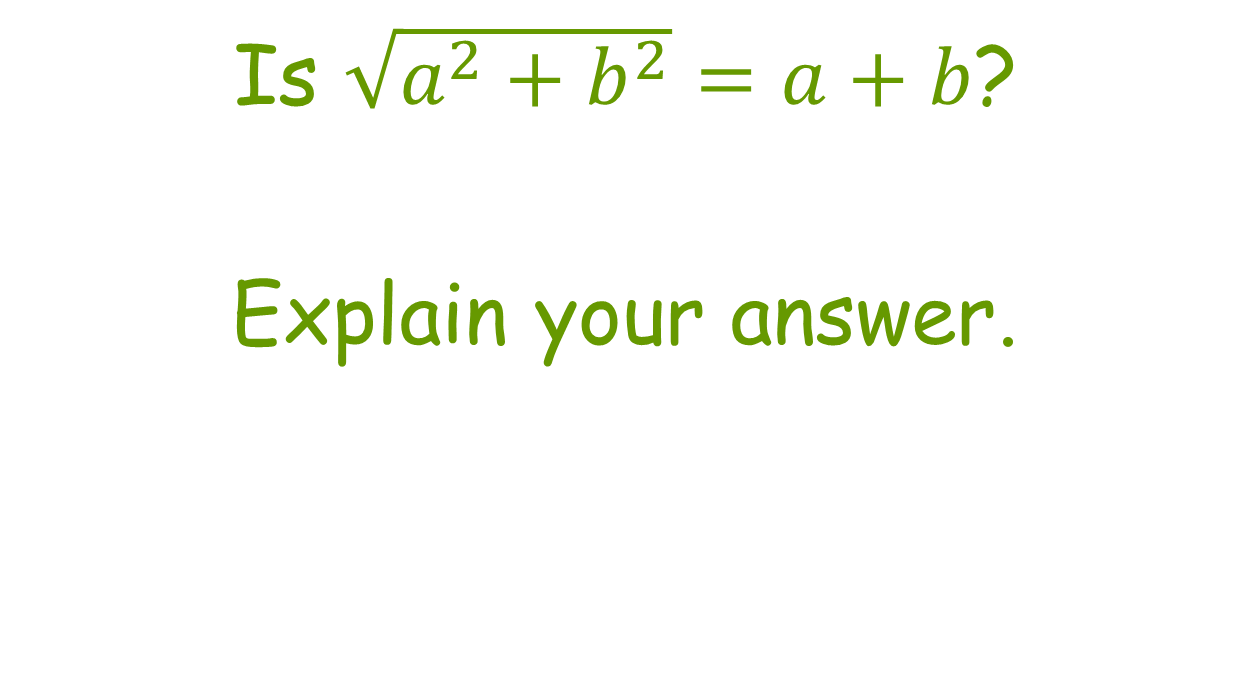 Is √(a² + b²) = a + b?
Explain your answer.